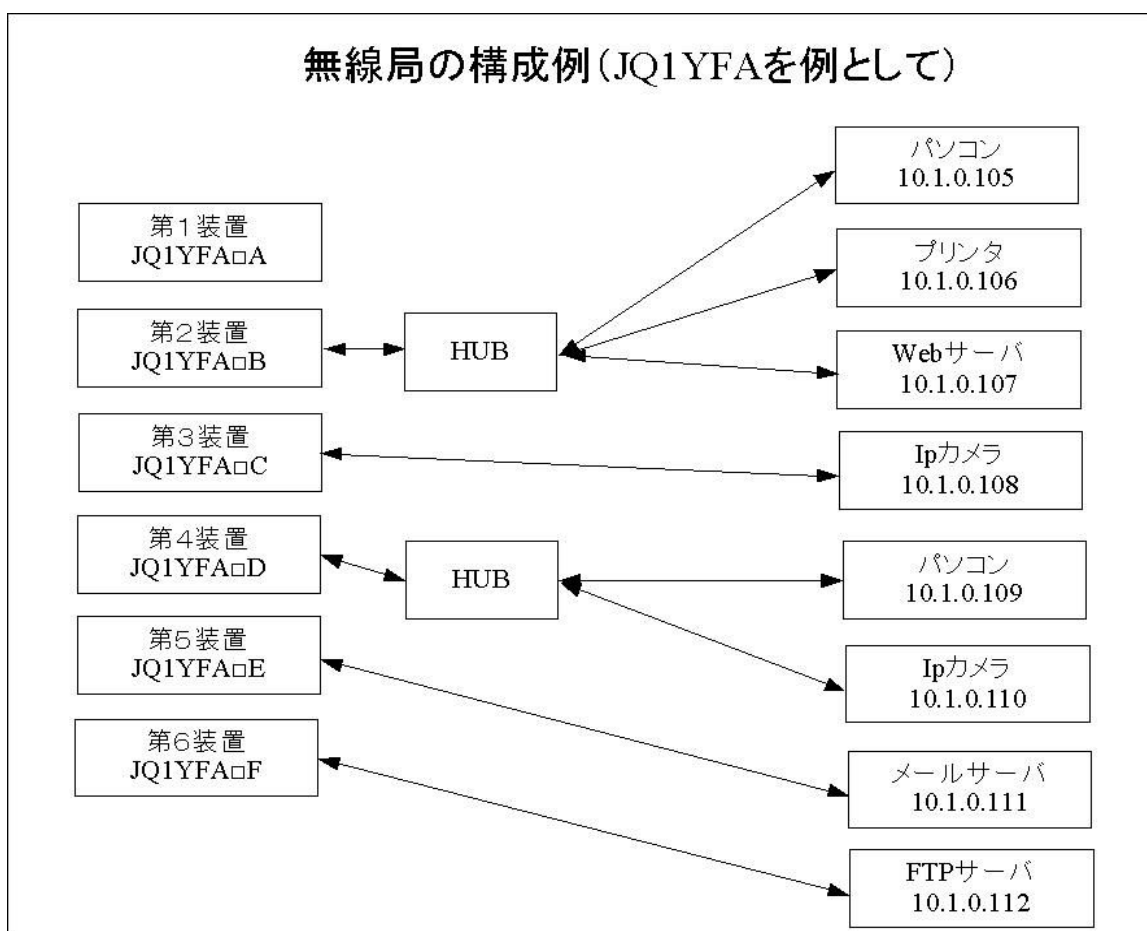 無線局の構成例(JQ1YFAを例として)
第1装置
JQ1YFA□A
第2装置
JQ1YFA□B
第3装置
JQ1YFA□C
第4装置
JQ1YFA□D
第5装置
JQ1YFA□E
第6装置
JQ1YFA□F
HUB
HUB
パソコン
10.1.0.105
プリンタ
10.1.0.106
Webサーバ
10.1.0.107
Ipカメラ
10.1.0.108
パソコン
10.1.0.109
Ipカメラ
10.1.0.110
メールサーバ
10.1.0.111
FTPサーバ
10.1.0.112